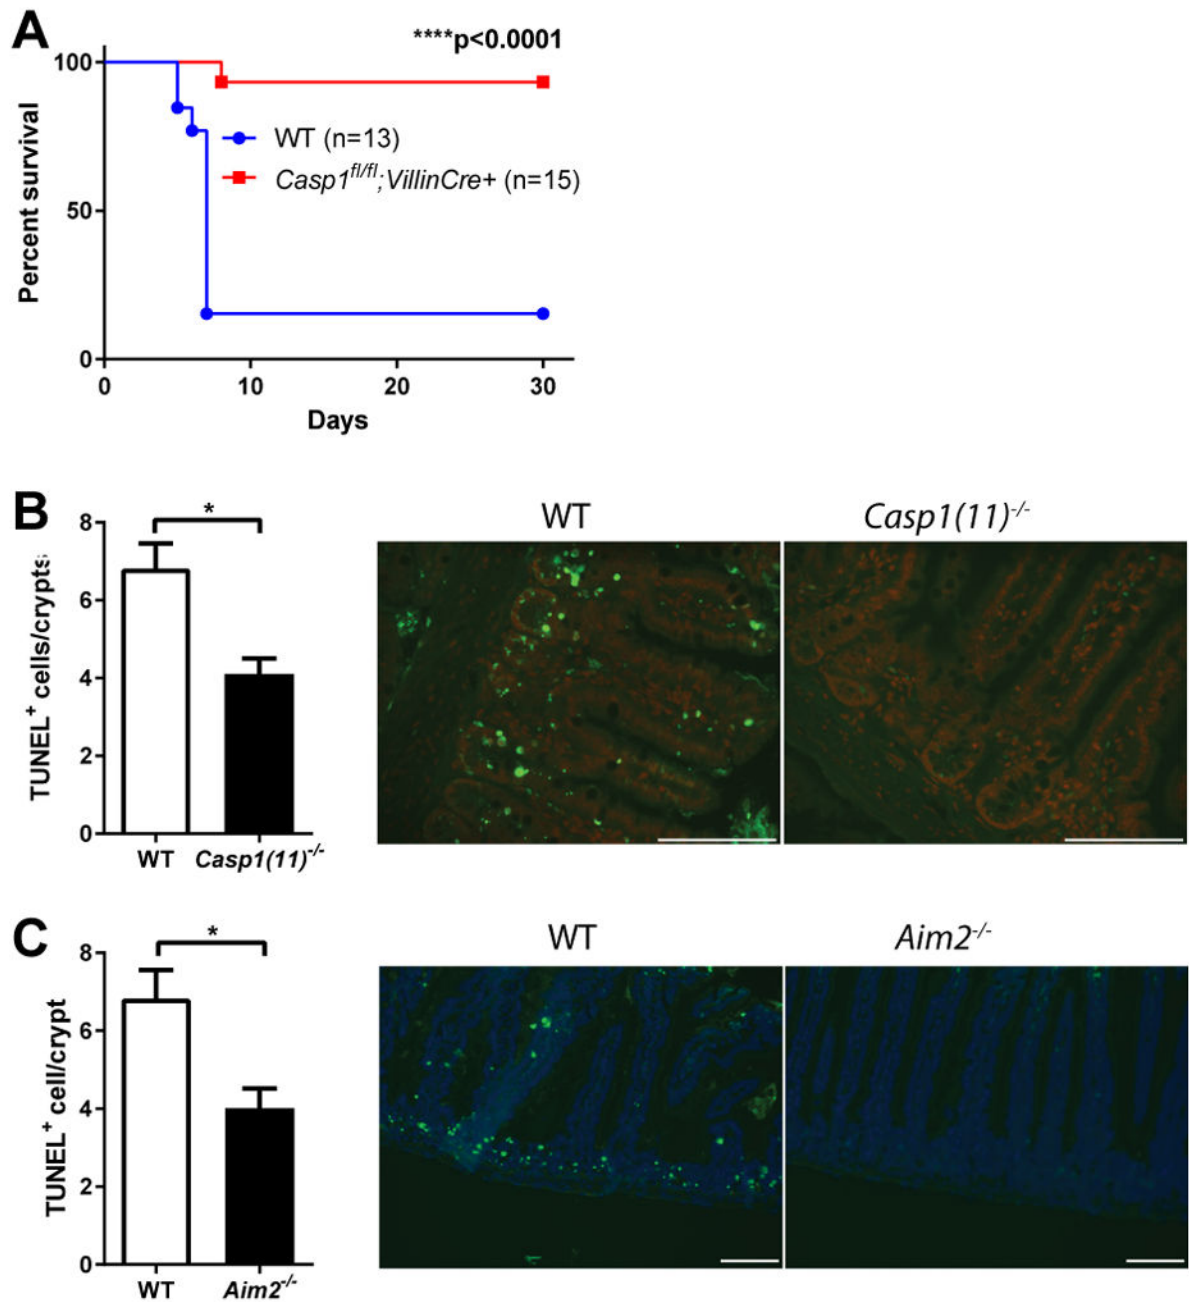 A
****p<0.0001
100
50
0
Percent survival
WT (n=13)
Casp1fl/fl;VillinCre+ (n=15)
0 10 20 30
Days
B
8
6
4
2
0
TUNEL+ cells/crypts
*
WT Casp1(11)-/-
WT Casp1(11)-/-
C
8
6
4
2
0
TUNEL+ cell/crypt
*
WT Aim2-/-
WT Aim2-/-